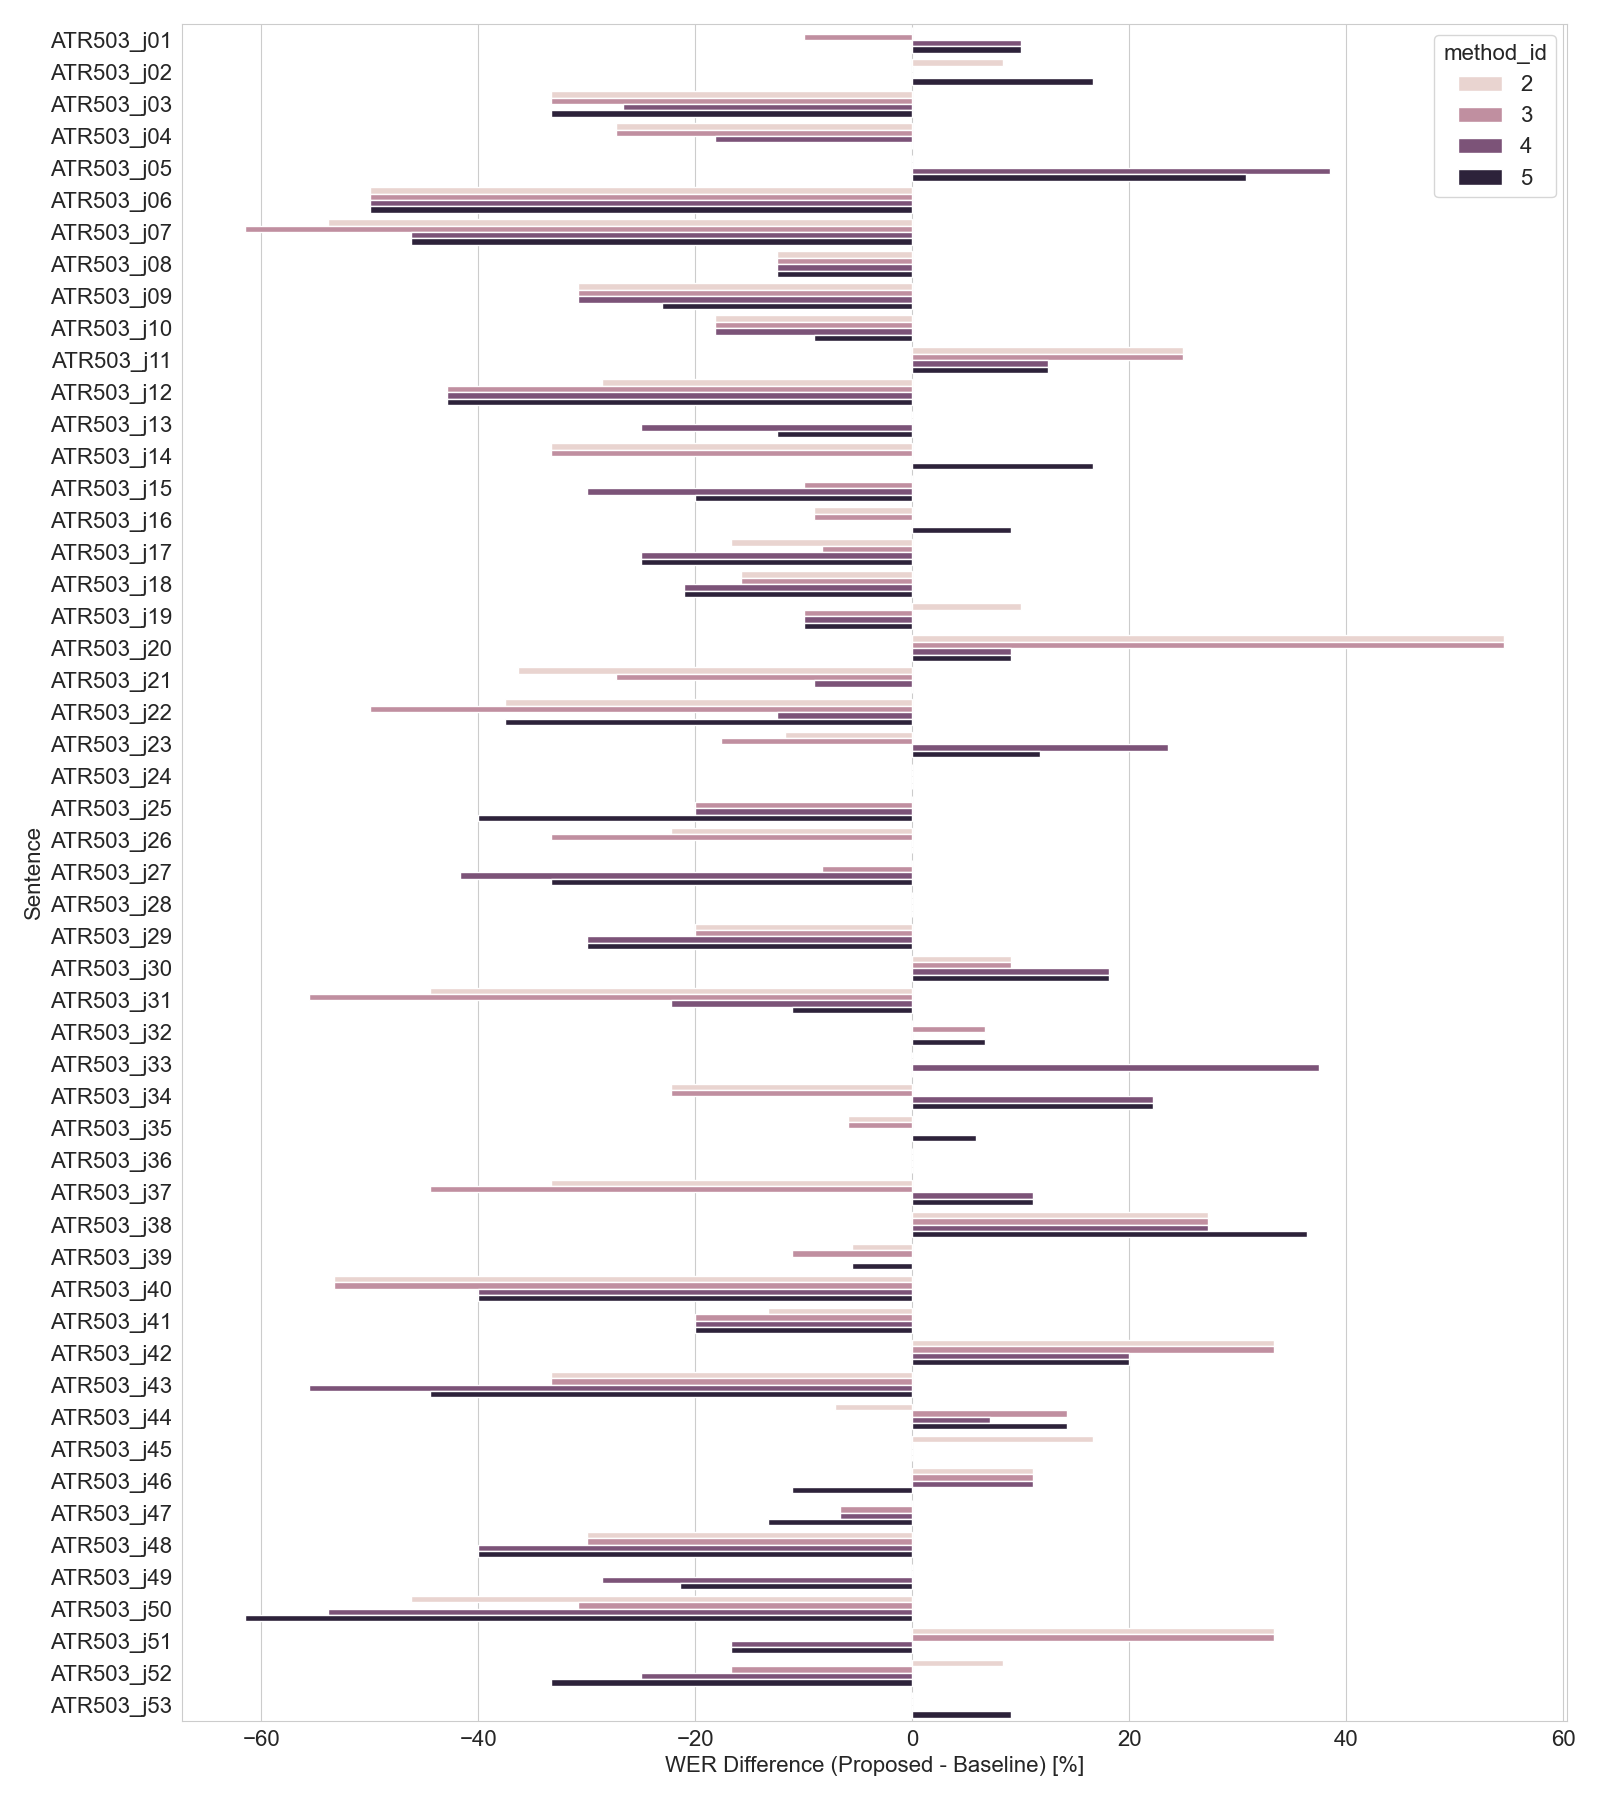 ATR503_j01
ATR503_j02
ATR503_j03
ATR503_j04
ATR503_j05
ATR503_j06
ATR503_j07
ATR503_j08
ATR503_j09
ATR503_j10
ATR503_j11
ATR503_j12
ATR503_j13
ATR503_j14
ATR503_j15
ATR503_j16
ATR503_j17
ATR503_j18
ATR503_j19
ATR503_j20
ATR503_j21
ATR503_j22
ATR503_j23
ATR503_j24
ATR503_j25
ATR503_j26
ATR503_j27
ATR503_j28
ATR503_j29
ATR503_j30
ATR503_j31
ATR503_j32
ATR503_j33
ATR503_j34
ATR503_j35
ATR503_j36
ATR503_j37
ATR503_j38
ATR503_j39
ATR503_j40
ATR503_j41
ATR503_j42
ATR503_j43
ATR503_j44
ATR503_j45
ATR503_j46
ATR503_j47
ATR503_j48
ATR503_j49
ATR503_j50
ATR503_j51
ATR503_j52
ATR503_j53
Sentence
method_id
2
3
4
5
−60 −40 −20 0 20 40 60
WER Difference (Proposed - Baseline) [%]